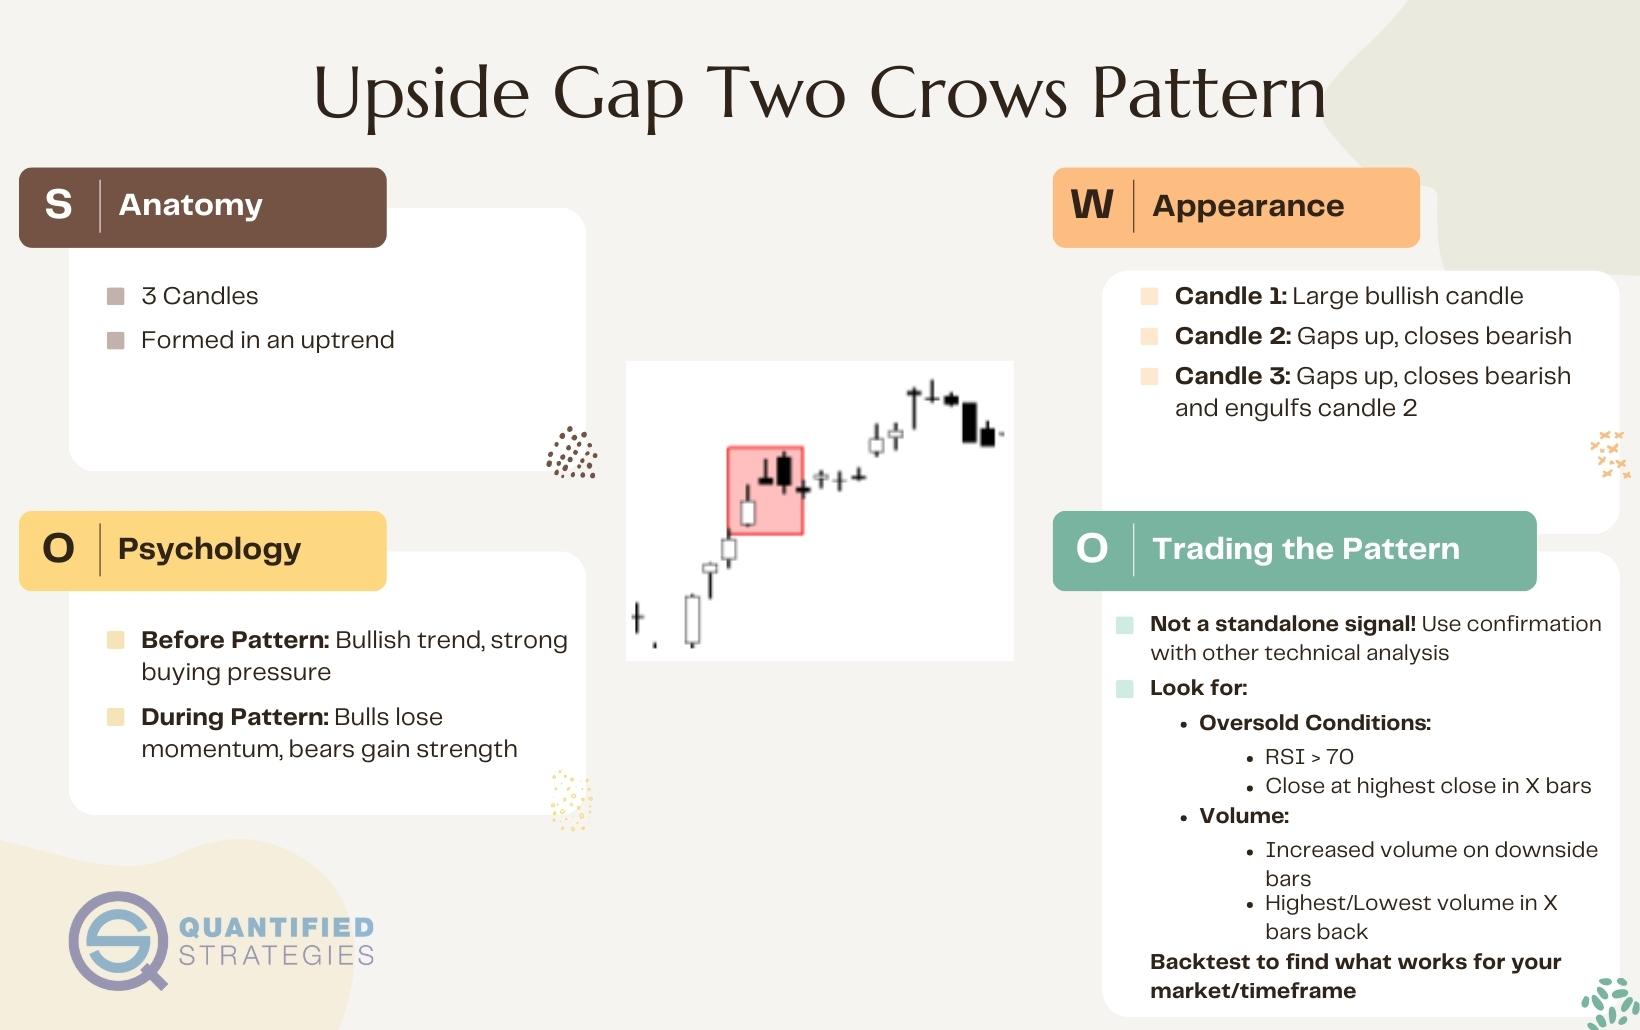 Upside Gap Two Crows Pattern
S
Anatomy
3 Candles
Formed in an uptrend
O
Psychology
Before Pattern: Bullish trend, strong
buying pressure
During Pattern: Bulls lose
momentum, bears gain strength
W
Appearance
Candle 1: Large bullish candle
Candle 2: Gaps up, closes bearish
Candle 3: Gaps up, closes bearish
and engulfs candle 2
O
Trading the Pattern
Not a standalone signal! Use confirmation
with other technical analysis
Look for:
Oversold Conditions:
RSI > 70
Close at highest close in X bars
Volume:
Increased volume on downside
bars
Highest/Lowest volume in X
bars back
Backtest to find what works for your
market/timeframe
QUANTIFIED
STRATEGIES